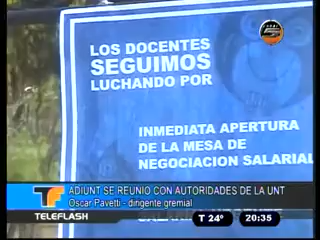 LOS DOCENTES
SEGUIMOS
LUCHANDO POR
INMEDIATA APERTURA
DE LA MESA DE
NEGOCIACION SALARIAL
ADIUNT SE REUNIO CON AUTORIDADES DE LA UNT
Oscar Pavetti - dirigente gremial
TELEFLASH
T 24°
20:35